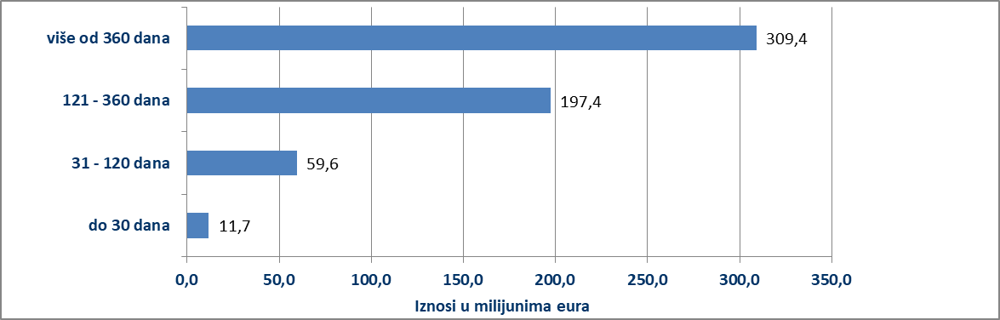 više od 360 dana
309,4
121 - 360 dana
197,4
31 - 120 dana
59,6
do 30 dana
11,7
0,0 50,0 100,0 150,0 200,0 250,0 300,0 350,0
Iznosi u milijunima eura